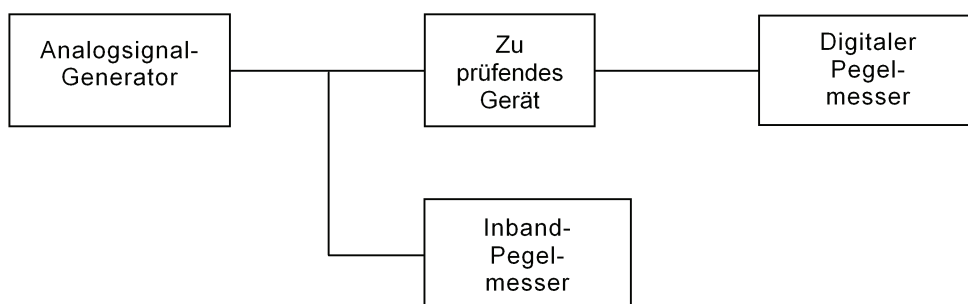 Analogsignal-
Generator
Zu
prüfendes
Gerät
Digitaler
Pegel-
messer
Inband-
Pegel-
messer